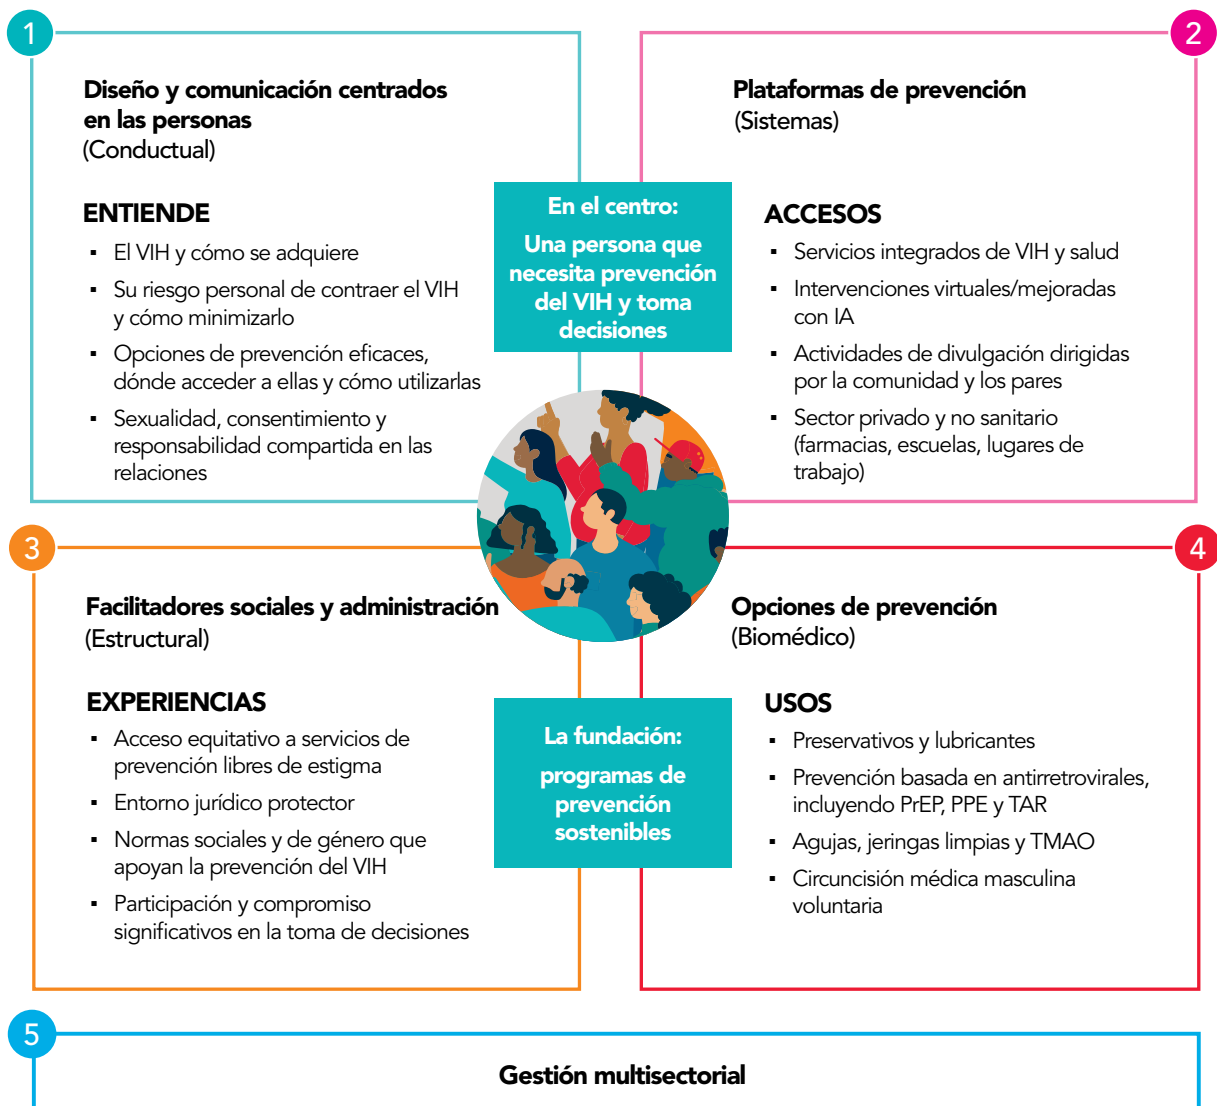 1
Diseño y comunicación centrados
en las personas
(Conductual)
ENTIENDE
▪ El VIH y cómo se adquiere
▪ Su riesgo personal de contraer el VIH
y cómo minimizarlo
▪ Opciones de prevención eficaces,
dónde acceder a ellas y cómo utilizarlas
▪ Sexualidad, consentimiento y
responsabilidad compartida en las
relaciones
2
Plataformas de prevención
(Sistemas)
ACCESOS
▪ Servicios integrados de VIH y salud
▪ Intervenciones virtuales/mejoradas
con IA
▪ Actividades de divulgación dirigidas
por la comunidad y los pares
▪ Sector privado y no sanitario
(farmacias, escuelas, lugares de
trabajo)
En el centro:
Una persona que
necesita prevención
del VIH y toma
decisiones
3
Facilitadores sociales y administración
(Estructural)
EXPERIENCIAS
▪ Acceso equitativo a servicios de
prevención libres de estigma
▪ Entorno jurídico protector
▪ Normas sociales y de género que
apoyan la prevención del VIH
▪ Participación y compromiso
significativos en la toma de decisiones
4
Opciones de prevención
(Biomédico)
USOS
▪ Preservativos y lubricantes
▪ Prevención basada en antirretrovirales,
incluyendo PrEP, PPE y TAR
▪ Agujas, jeringas limpias y TMAO
▪ Circuncisión médica masculina
voluntaria
La fundación:
programas de
prevención
sostenibles
5
Gestión multisectorial